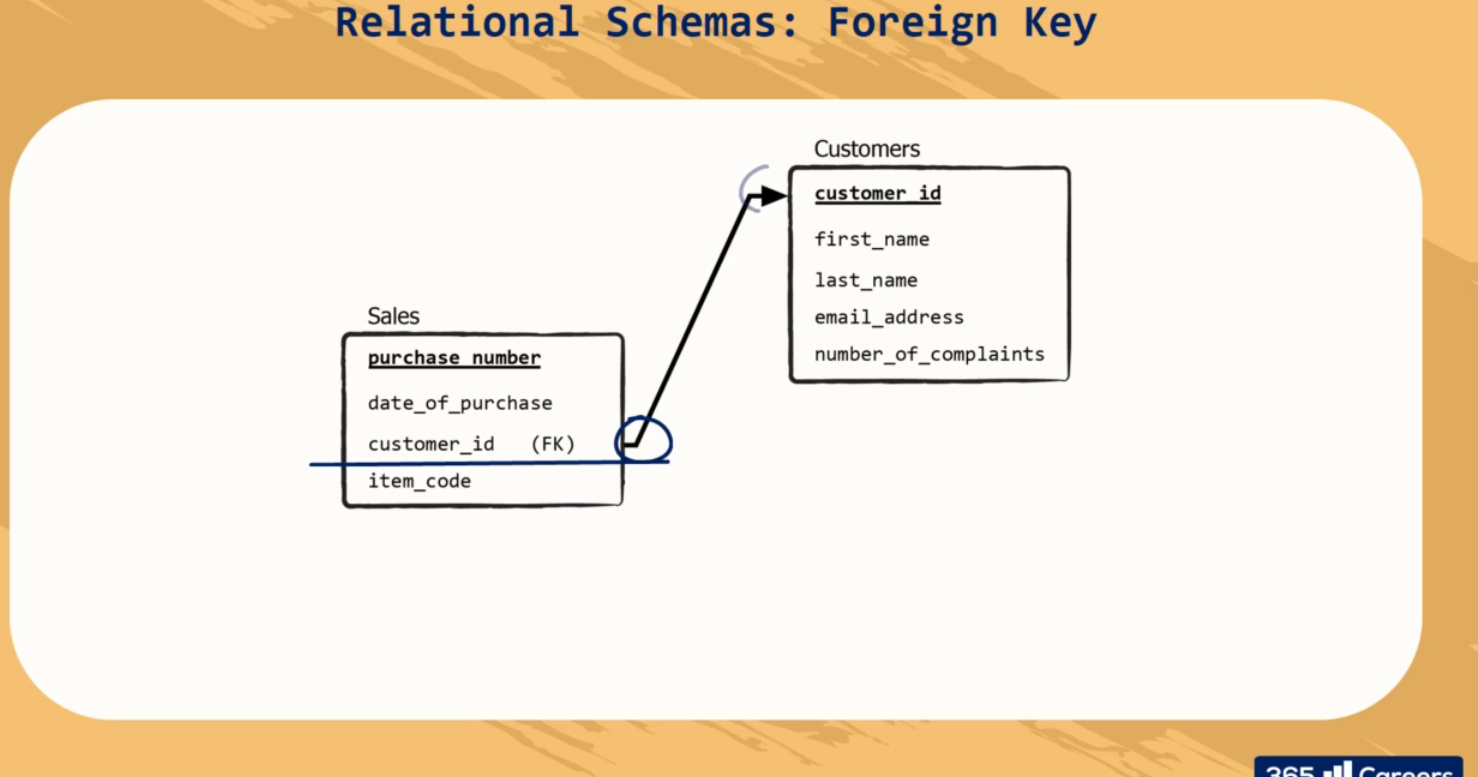 Relational Schemas: Foreign Key
Customers
customer_id
first_name
last_name
email_address
number_of_complaints
Sales
purchase_number
date_of_purchase
customer_id (FK)
item_code
365 Careers